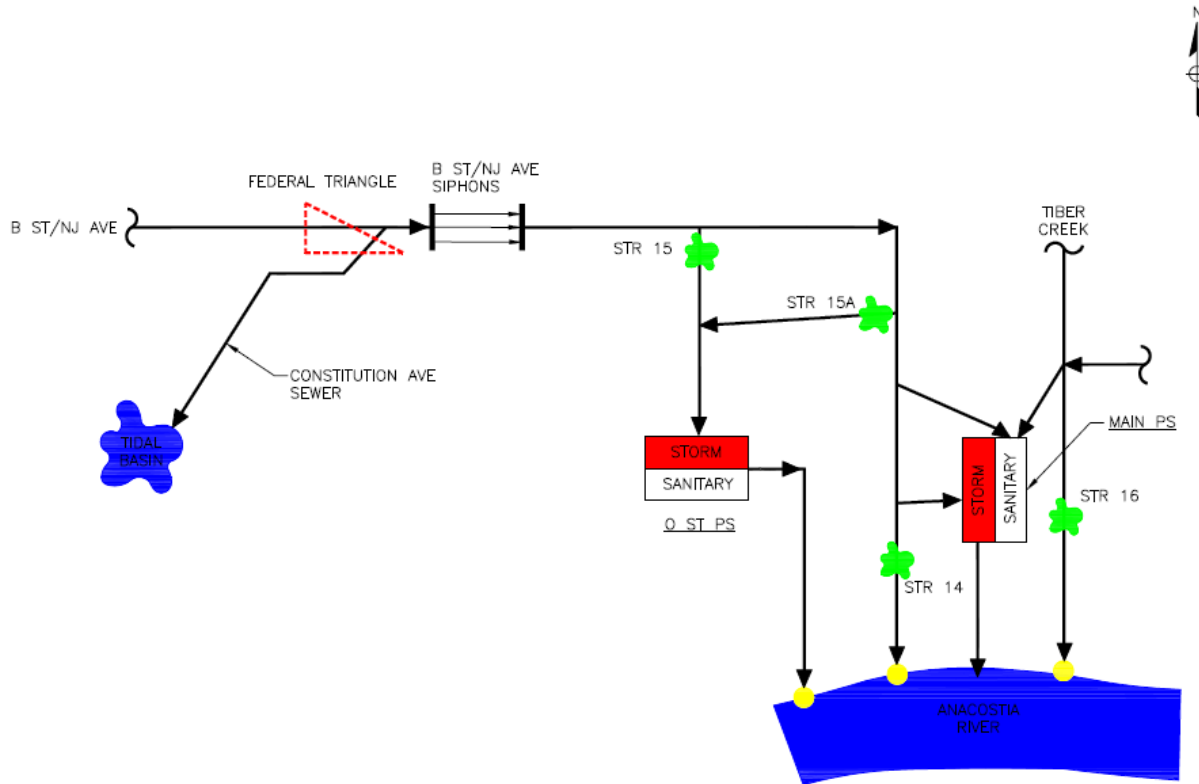 N
FEDERAL TRIANGLE
B ST/NJ AVE
SIPHONS
B ST/NJ AVE
TIBER
CREEK
STR 15
STR 15A
CONSTITUTION AVE
SEWER
TIDAL
BASIN
STORM
SANITARY
O ST PS
MAIN PS
STORM
SANITARY
STR 16
STR 14
ANACOSTIA
RIVER